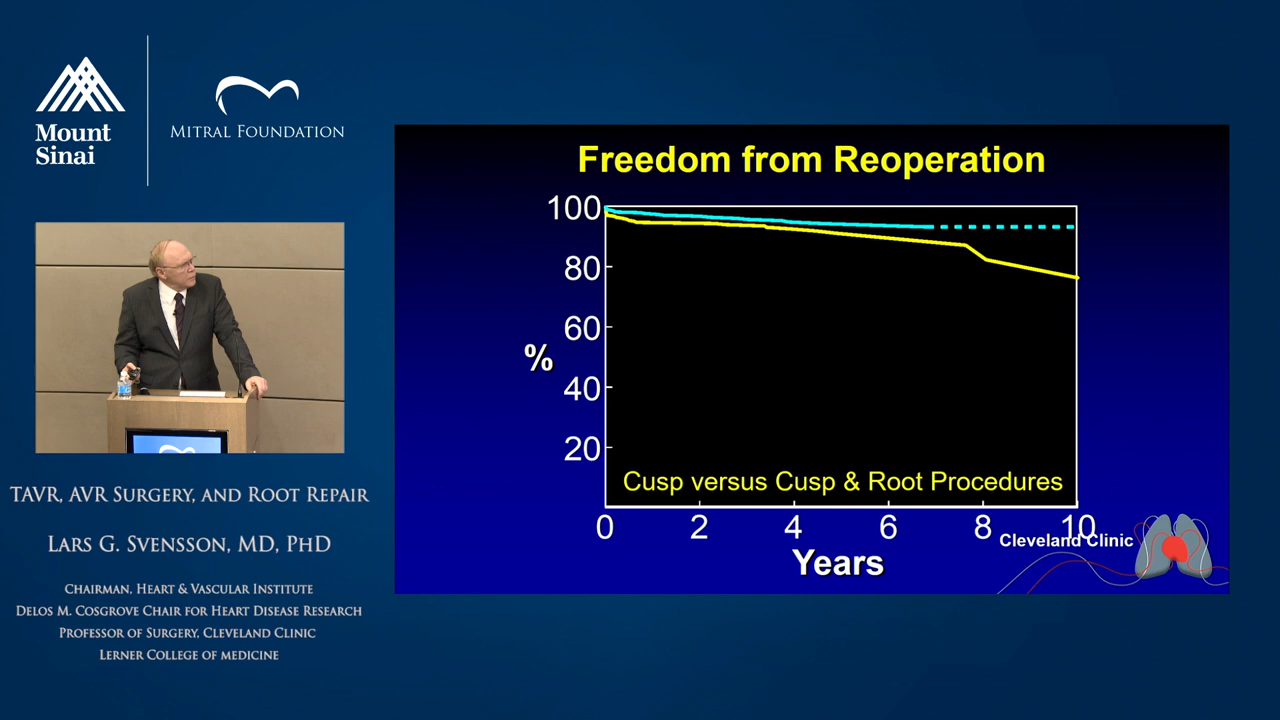 Mount
Sinai
Mitral Foundation
TAVR, AVR Surgery, and Root Repair
Lars G. Svensson, MD, PhD
Chairman, Heart & Vascular Institute
Delos M. Cosgrove Chair for Heart Disease Research
Professor of Surgery, Cleveland Clinic
Lerner College of medicine
Freedom from Reoperation
100
80
60
%
40
20
Cusp versus Cusp & Root Procedures
0 2 4 6 8 10
Cleveland Clinic
Years